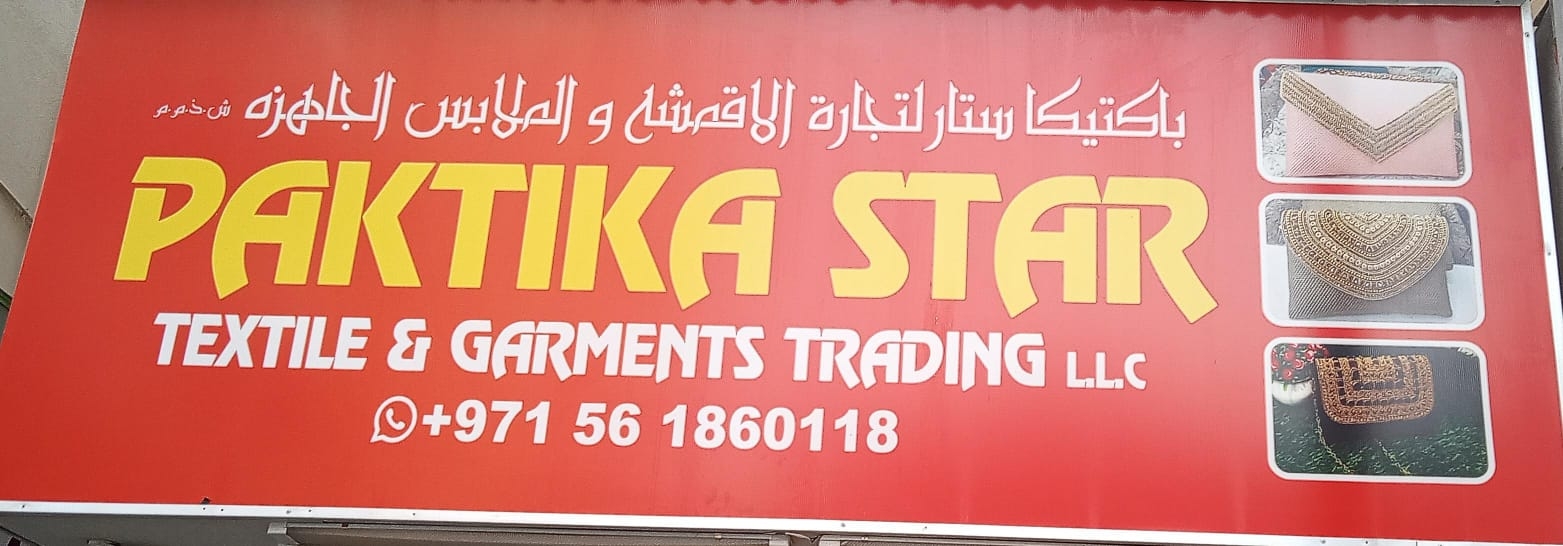 باكتيكا ستار لتجارة الاقمشه و الملابس الجاهزه ش.ذ.م.م
PAKTIKA STAR
TEXTILE & GARMENTS TRADING L.L.C
+971 56 1860118